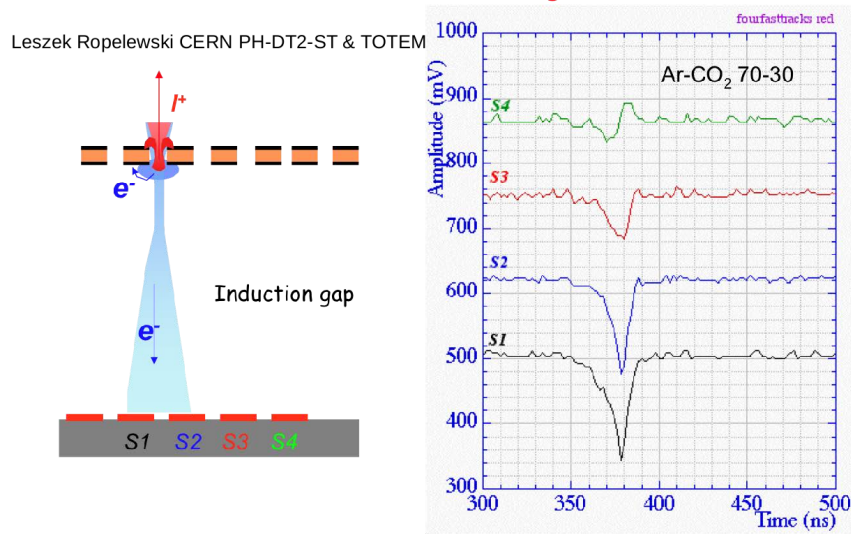 Leszek Ropelewski CERN PH-DT2-ST & TOTEM
I+
e-
Induction gap
e-
S1 S2 S3 S4
fourfasttracks red
Ar-CO2 70-30
Amplitude (mV)
1000
900
800
700
600
500
400
300
S4
S3
S2
S1
300 350 400 450 500
Time (ns)